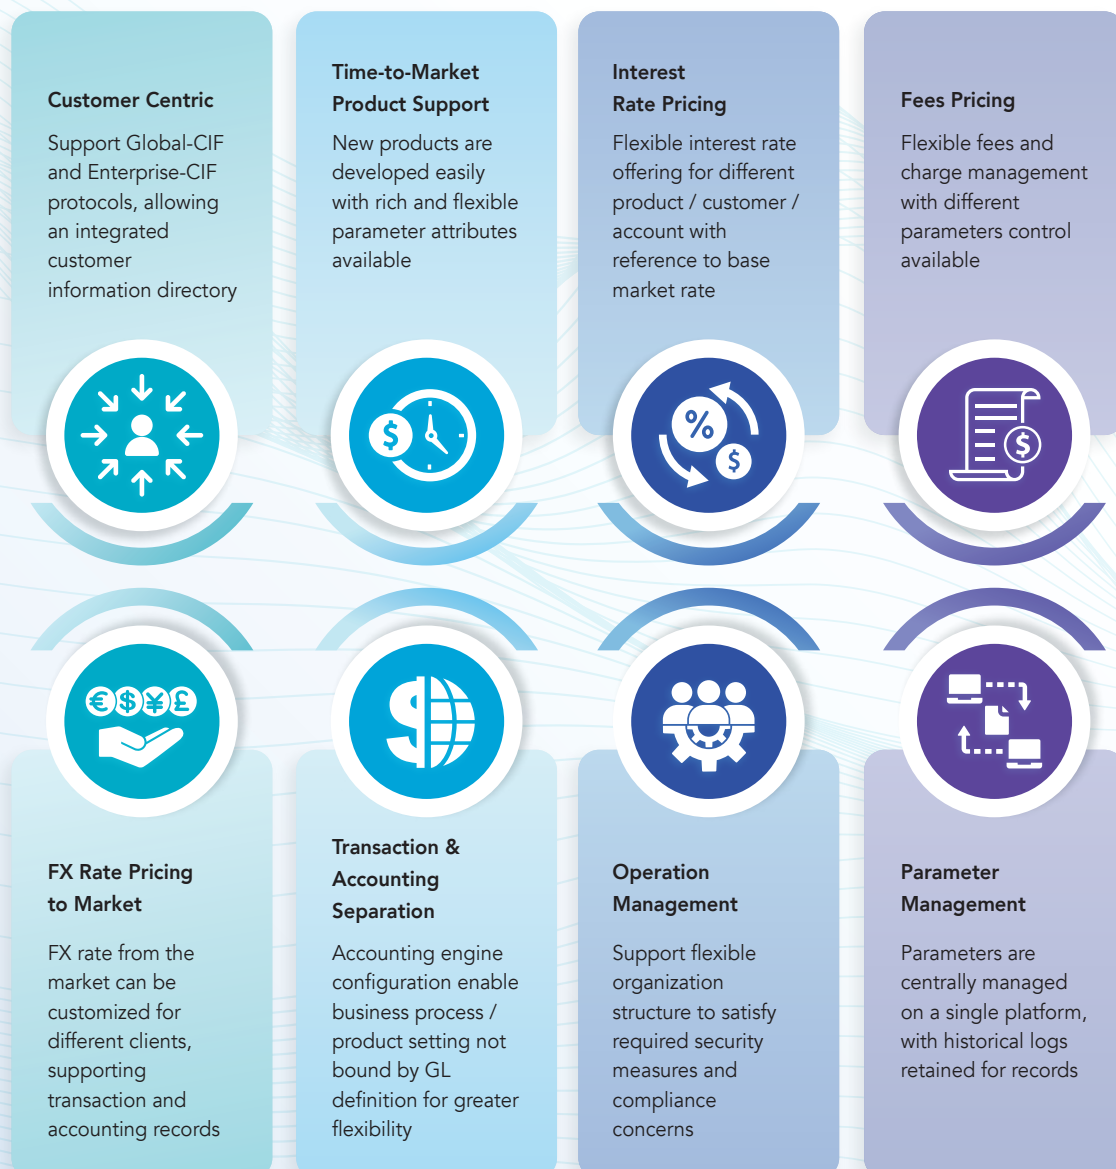 Customer Centric
Support Global-CIF
and Enterprise-CIF
protocols, allowing
an integrated
customer
information directory
Time-to-Market
Product Support
New products are
developed easily
with rich and flexible
parameter attributes
available
Interest
Rate Pricing
Flexible interest rate
offering for different
product / customer /
account with
reference to base
market rate
%
$
Fees Pricing
Flexible fees and
charge management
with different
parameters control
available
$
$
€ $ ¥ £
FX Rate Pricing
to Market
FX rate from the
market can be
customized for
different clients,
supporting
transaction and
accounting records
$
Transaction &
Accounting
Separation
Accounting engine
configuration enable
business process /
product setting not
bound by GL
definition for greater
flexibility
Operation
Management
Support flexible
organization
structure to satisfy
required security
measures and
compliance
concerns
Parameter
Management
Parameters are
centrally managed
on a single platform,
with historical logs
retained for records